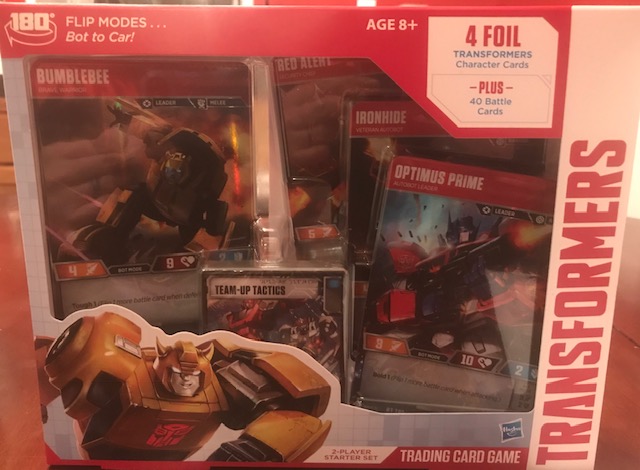 180°
FLIP MODES...
Bot to Car!
AGE 8+
4 FOIL
TRANSFORMERS
Character Cards
- PLUS -
40 Battle
Cards
BUMBLEBEE
BRAVE WARRIOR
LEADER
MELEE
4
BOT MODE
9
RED ALERT
6
IRONHIDE
VETERAN AUTOBOT
OPTIMUS PRIME
AUTOBOT LEADER
LEADER
9
BOT MODE
10
2
TEAM-UP TACTICS
2-PLAYER
STARTER SET
TRADING CARD GAME
Hasbro
TRANSFORMERS